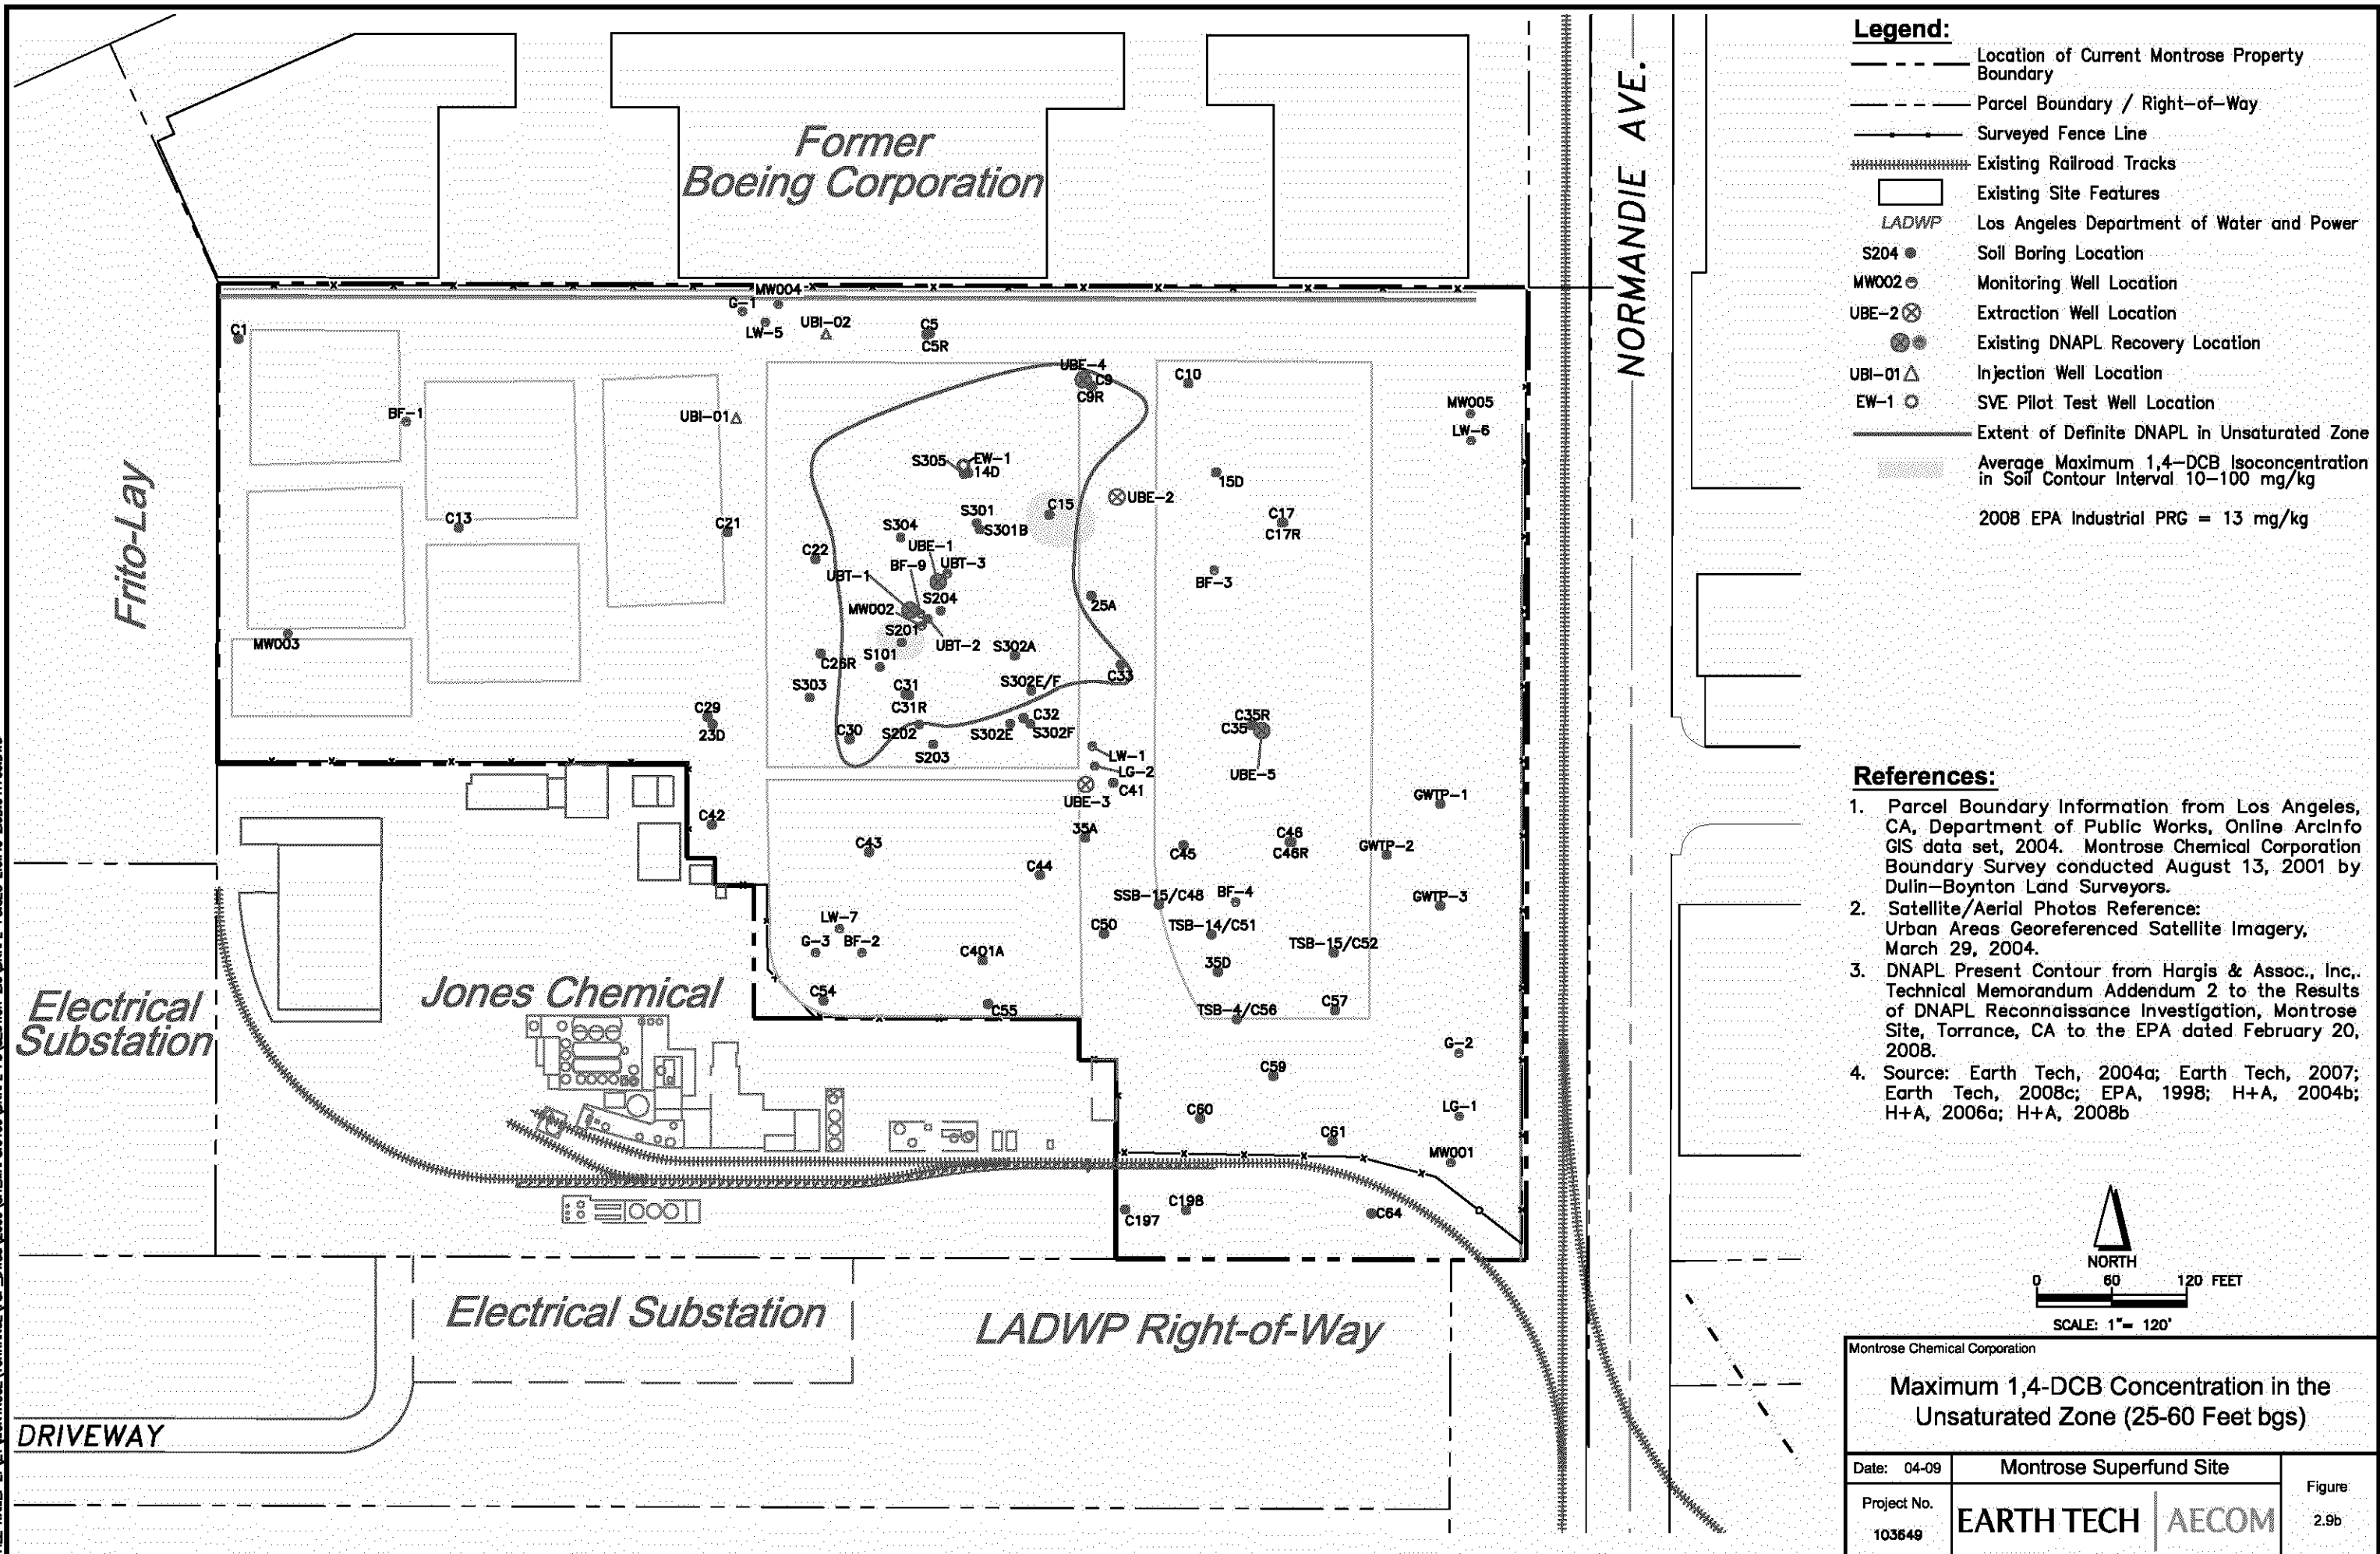 Former
Boeing Corporation
NORMANDIE AVE.
Frito-Lay
MW004
G-1
LW-5
UBI-02
C5
C5R
C1
UBE-4
C9
C9R
C10
BF-1
UBI-01
MW005
LW-6
S305
EW-1
14D
15D
UBE-2
C15
C13
C21
S301
S301B
S304
C17
C17R
C22
UBE-1
BF-9
UBT-3
UBT-1
BF-3
S204
MW002
25A
MW003
S201
UBT-2
S302A
C26R
S101
C33
S303
C31
C31R
S302E/F
C29
23D
C30
S202
S203
C32
S302E
S302F
C35R
C35
UBE-5
LW-1
LG-2
C41
UBE-3
GWTP-1
C42
C43
35A
C44
C45
C46
C46R
GWTP-2
SSB-15/C48
BF-4
GWTP-3
LW-7
G-3
BF-2
C401A
C50
TSB-14/C51
TSB-15/C52
35D
C54
C55
TSB-4/C56
C57
Electrical
Substation
Jones Chemical
G-2
C59
LG-1
C60
C61
MW001
C197
C198
C64
Electrical Substation
LADWP Right-of-Way
DRIVEWAY
Legend:
Location of Current Montrose Property
Boundary
Parcel Boundary / Right-of-Way
Surveyed Fence Line
Existing Railroad Tracks
Existing Site Features
LADWP Los Angeles Department of Water and Power
S204 Soil Boring Location
MW002 Monitoring Well Location
UBE-2 Extraction Well Location
Existing DNAPL Recovery Location
UBI-01 Injection Well Location
EW-1 SVE Pilot Test Well Location
Extent of Definite DNAPL in Unsaturated Zone
Average Maximum 1,4-DCB Isoconcentration
in Soil Contour Interval 10-100 mg/kg
2008 EPA Industrial PRG = 13 mg/kg
References:
1. Parcel Boundary Information from Los Angeles,
CA, Department of Public Works, Online ArcInfo
GIS data set, 2004. Montrose Chemical Corporation
Boundary Survey conducted August 13, 2001 by
Dulin-Boynton Land Surveyors.
2. Satellite/Aerial Photos Reference:
Urban Areas Georeferenced Satellite Imagery,
March 29, 2004.
3. DNAPL Present Contour from Hargis & Assoc., Inc,.
Technical Memorandum Addendum 2 to the Results
of DNAPL Reconnaissance Investigation, Montrose
Site, Torrance, CA to the EPA dated February 20,
2008.
4. Source: Earth Tech, 2004a; Earth Tech, 2007;
Earth Tech, 2008c; EPA, 1998; H+A, 2004b;
H+A, 2006a; H+A, 2008b
NORTH
0 60 120 FEET
SCALE: 1"= 120'
Montrose Chemical Corporation
Maximum 1,4-DCB Concentration in the
Unsaturated Zone (25-60 Feet bgs)
Date: 04-09
Montrose Superfund Site
Project No.
103649
EARTH TECH | AECOM
Figure
2.9b